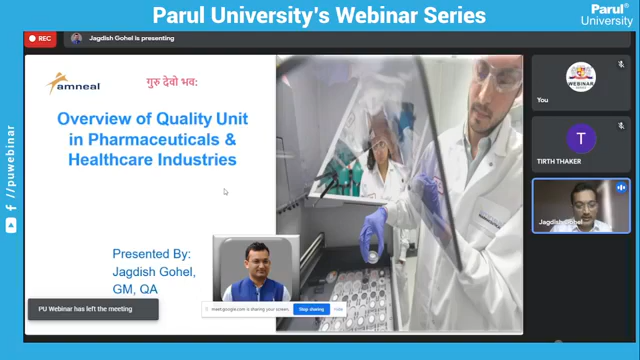 Parul University's Webinar Series
Parul®
University
REC
Jagdish Gohel is presenting
amneal
गुरु देवो भव:
Overview of Quality Unit
in Pharmaceuticals &
Healthcare Industries
Presented By:
Jagdish Gohel,
GM, QA
meet.google.com is sharing your screen.
Stop sharing
Hide
PU Webinar has left the meeting
WEBINAR
You
T
TIRTH THAKER
Jagdish Gohel
/puwebinar